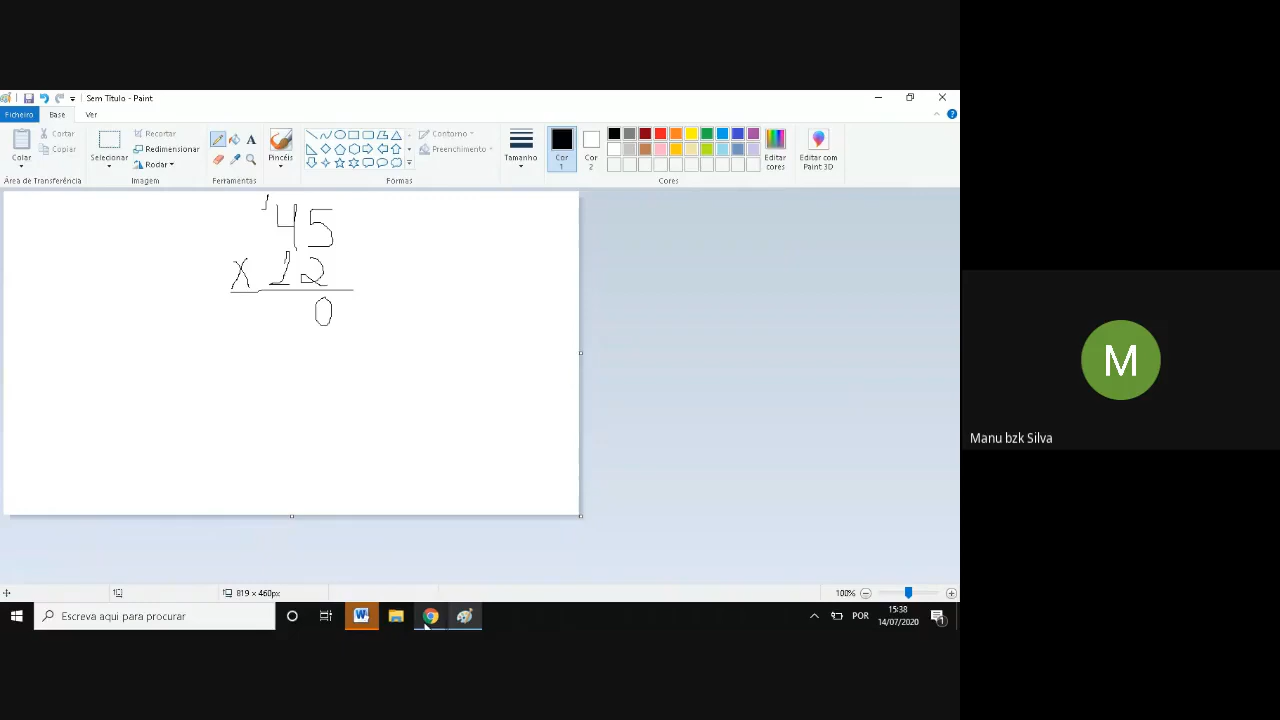 Sem Título - Paint
Ficheiro Base Ver
Colar
Cortar
Copiar
Área de Transferência
Selecionar
Recortar
Redimensionar
Rodar
Imagem
A
Ferramentas
Pincéis
Contorno
Preenchimento
Formas
Tamanho
Cor 1
Cor 2
Editar cores
Cores
Editar com Paint 3D
1
45
x 12
0
819 × 460px
100%
Escreva aqui para procurar
POR
15:38
14/07/2020
1
M
Manu bzk Silva